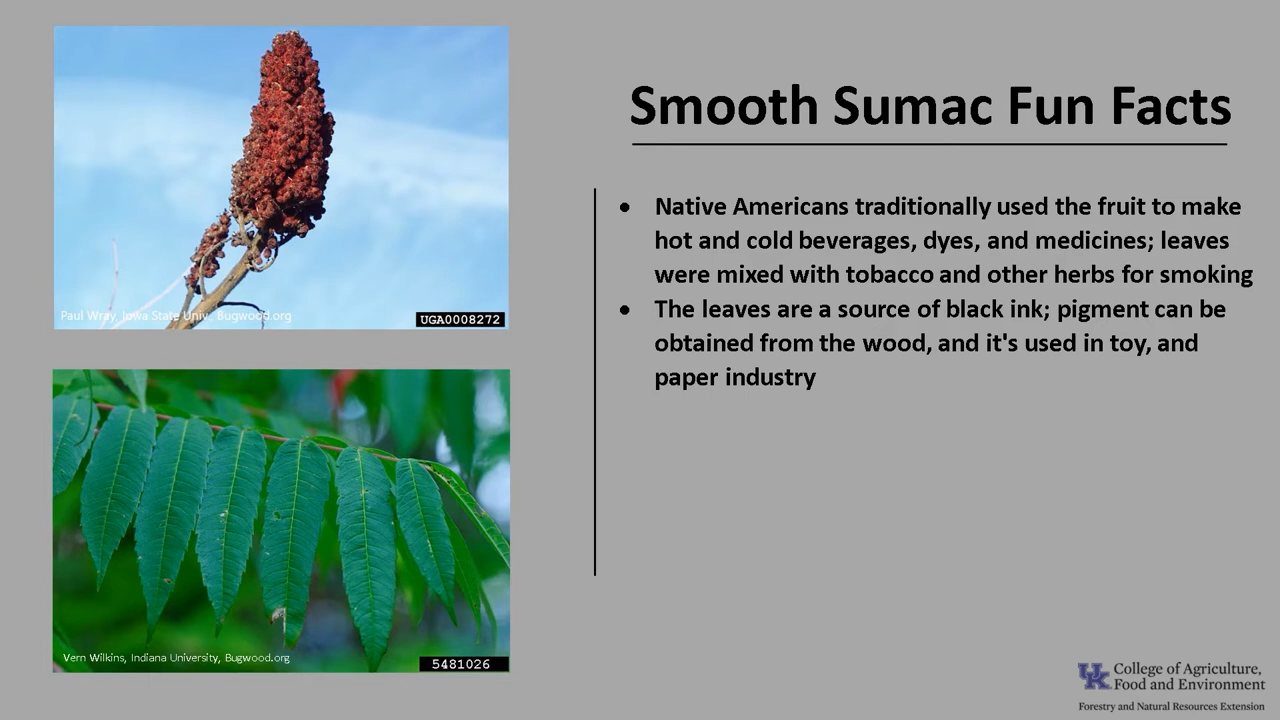 Paul Wray, Iowa State Univ., Bugwood.org
UGA0008272
Vern Wilkins, Indiana University, Bugwood.org
5481026
Smooth Sumac Fun Facts
• Native Americans traditionally used the fruit to make
hot and cold beverages, dyes, and medicines; leaves
were mixed with tobacco and other herbs for smoking
• The leaves are a source of black ink; pigment can be
obtained from the wood, and it's used in toy, and
paper industry
UK
College of Agriculture,
Food and Environment
Forestry and Natural Resources Extension